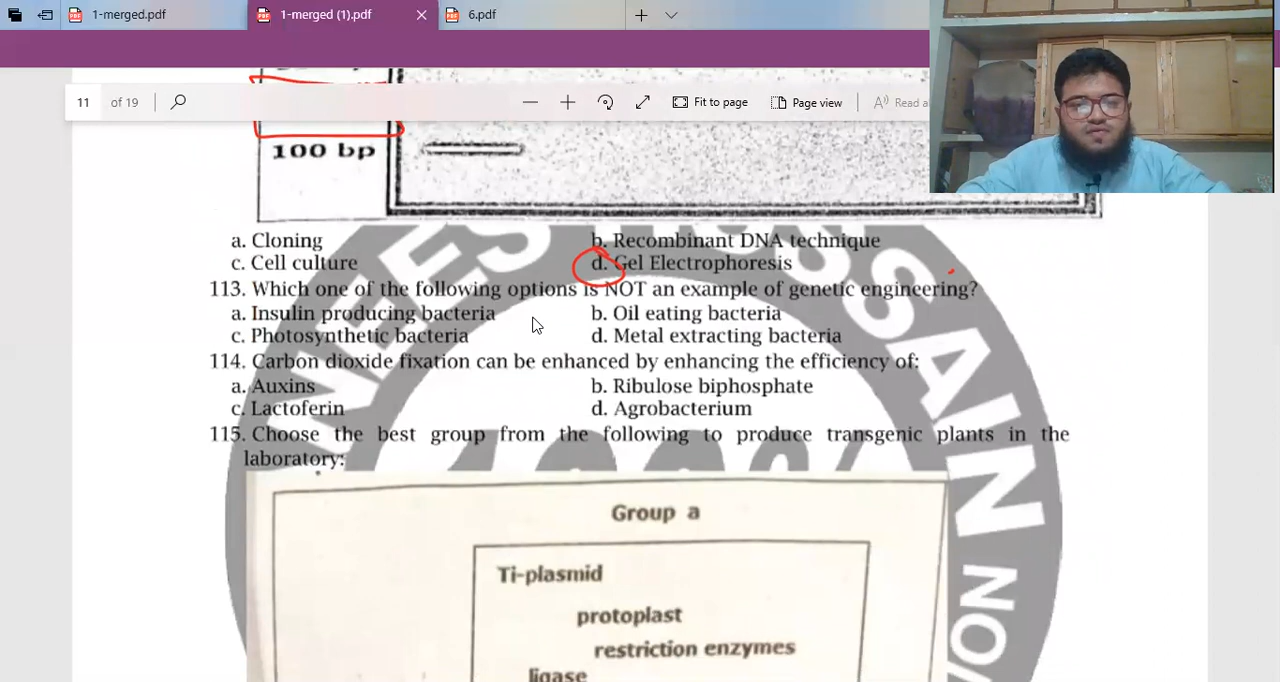 1-merged.pdf
1-merged (1).pdf
6.pdf
11 of 19
Fit to page
Page view
Read a
100 bp
a. Cloning
b. Recombinant DNA technique
c. Cell culture
d. Gel Electrophoresis
113. Which one of the following options is NOT an example of genetic engineering?
a. Insulin producing bacteria
b. Oil eating bacteria
c. Photosynthetic bacteria
d. Metal extracting bacteria
114. Carbon dioxide fixation can be enhanced by enhancing the efficiency of:
a. Auxins
b. Ribulose biphosphate
c. Lactoferin
d. Agrobacterium
115. Choose the best group from the following to produce transgenic plants in the
laboratory:
Group a
Ti-plasmid
protoplast
restriction enzymes
ligase